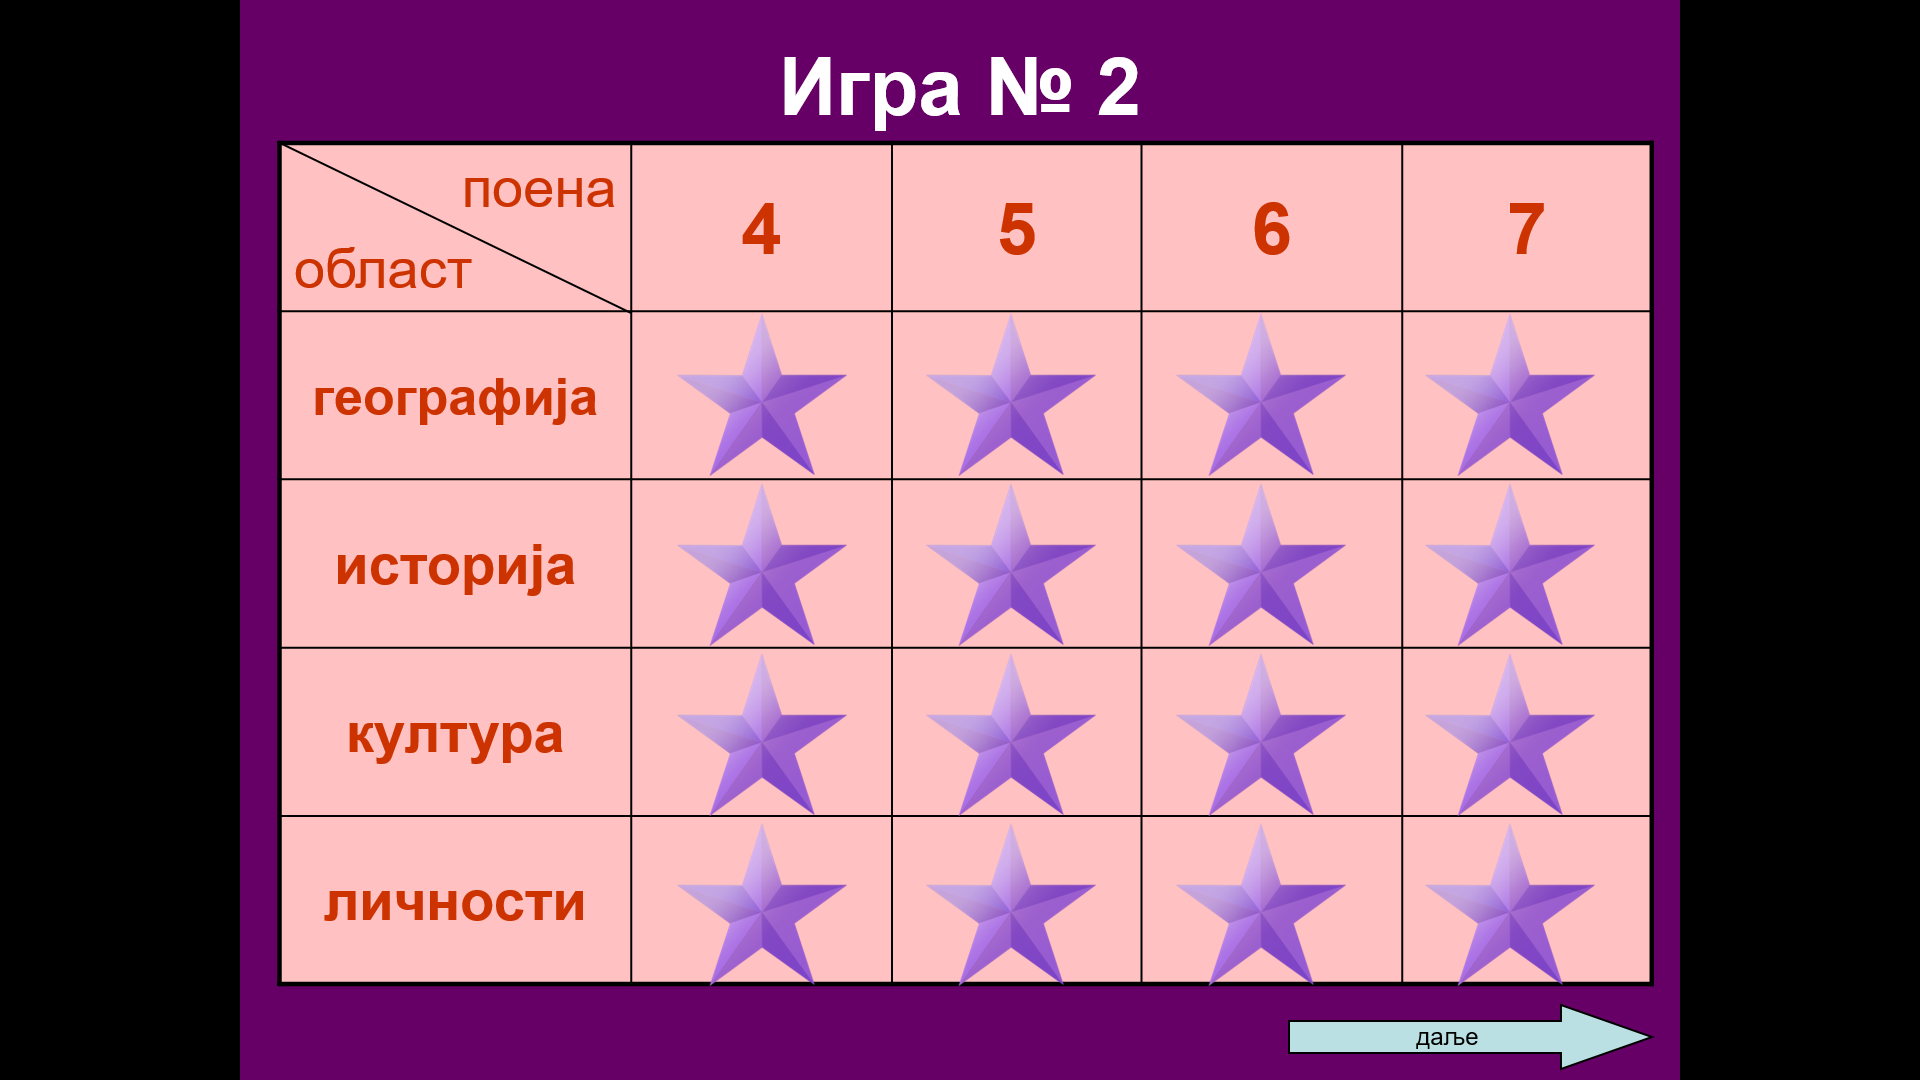 Игра № 2
поена
област
4 5 6 7
географија
историја
култура
личности
даље